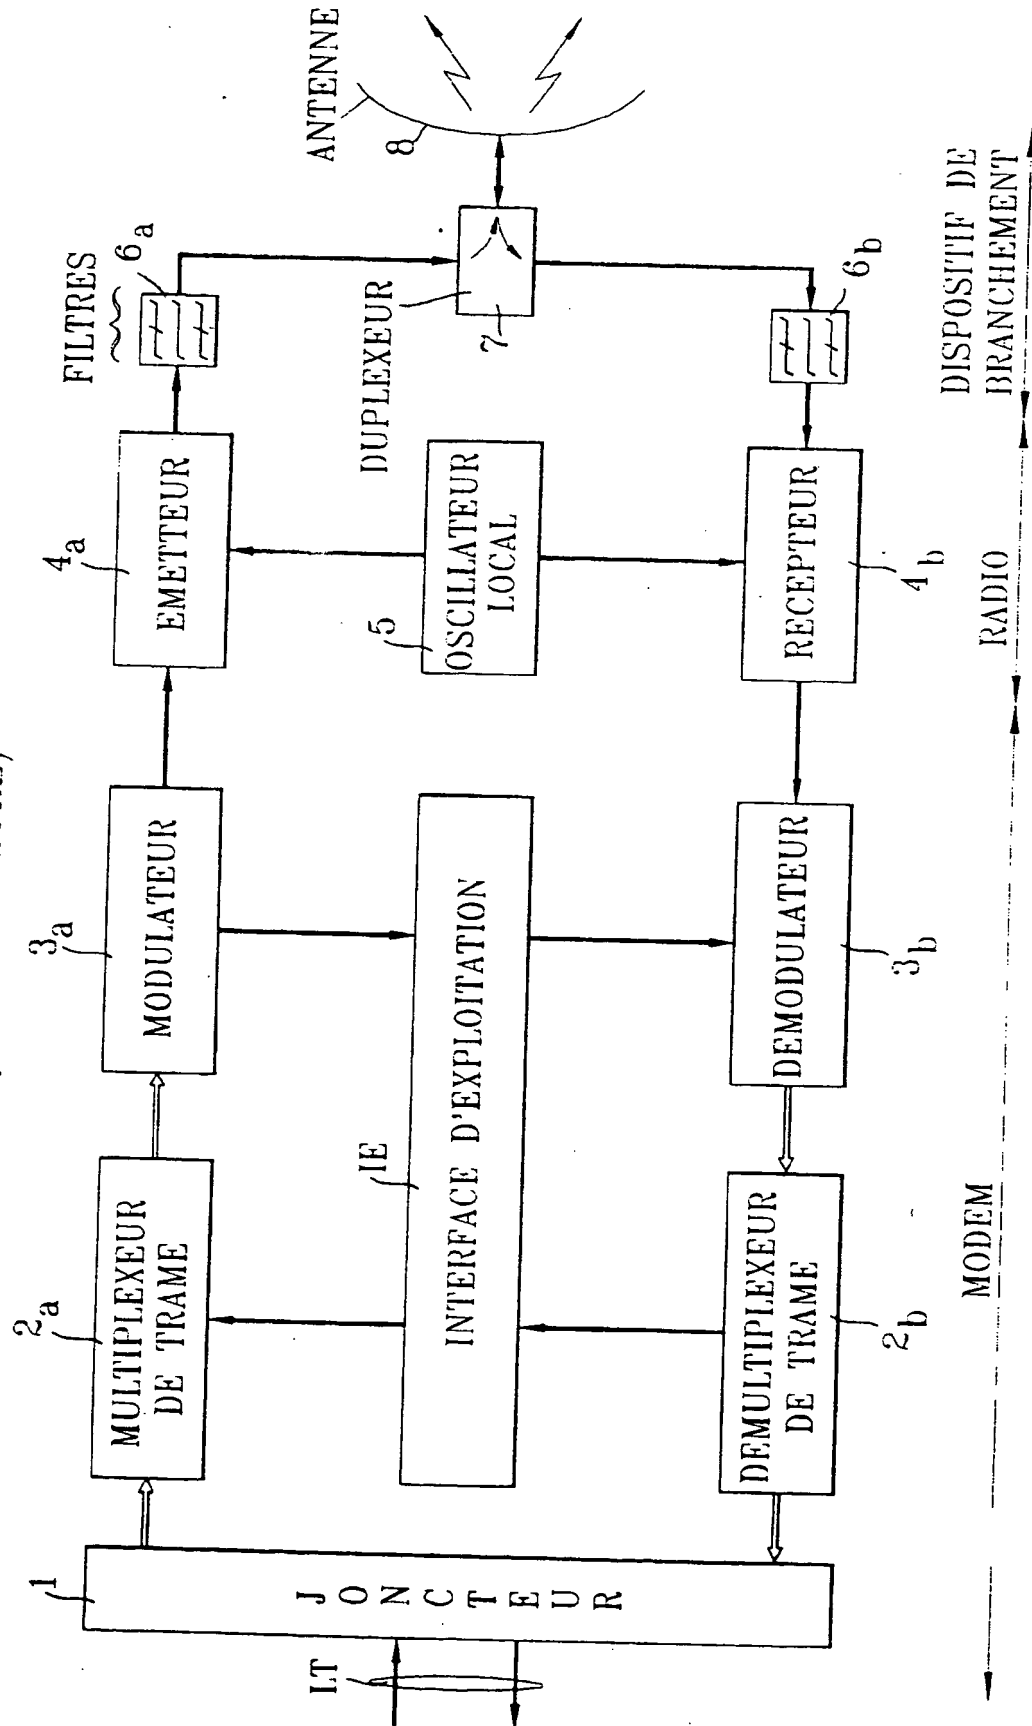 FILTRES
6a
ANTENNE
8
4a
EMETTEUR
3a
MODULATEUR
2a
MULTIPLEXEUR
DE TRAME
1
JONCTEUR
LT
DUPLEXEUR
7
5
OSCILLATEUR
LOCAL
IE
INTERFACE D'EXPLOITATION
6b
RECEPTEUR
4b
DEMODULATEUR
3b
DEMULTIPLEXEUR
DE TRAME
2b
MODEM
RADIO
DISPOSITIF DE
BRANCHEMENT